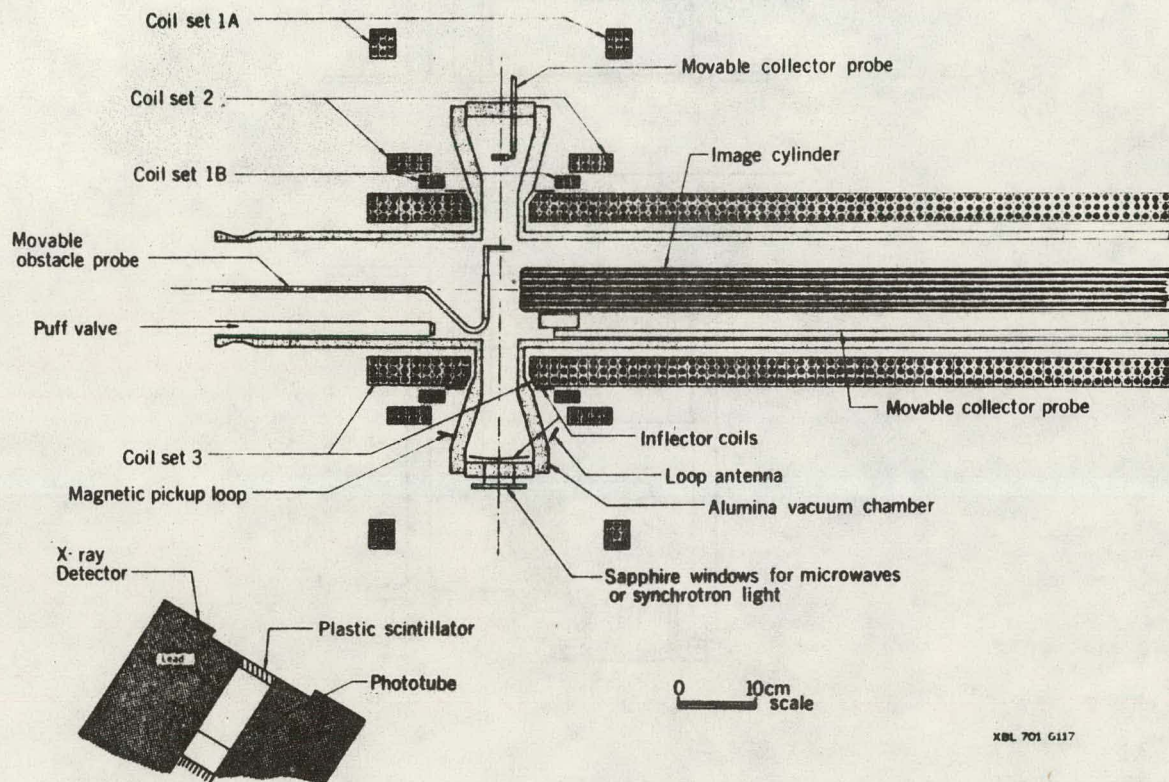 Coil set 1A
Movable collector probe
Coil set 2
Image cylinder
Coil set 1B
Movable
obstacle probe
Puff valve
Movable collector probe
Inflector coils
Coil set 3
Loop antenna
Magnetic pickup loop
Alumina vacuum chamber
X-ray
Detector
Sapphire windows for microwaves
or synchrotron light
Plastic scintillator
Lead
Phototube
0 10cm
scale
XBL 701 6117